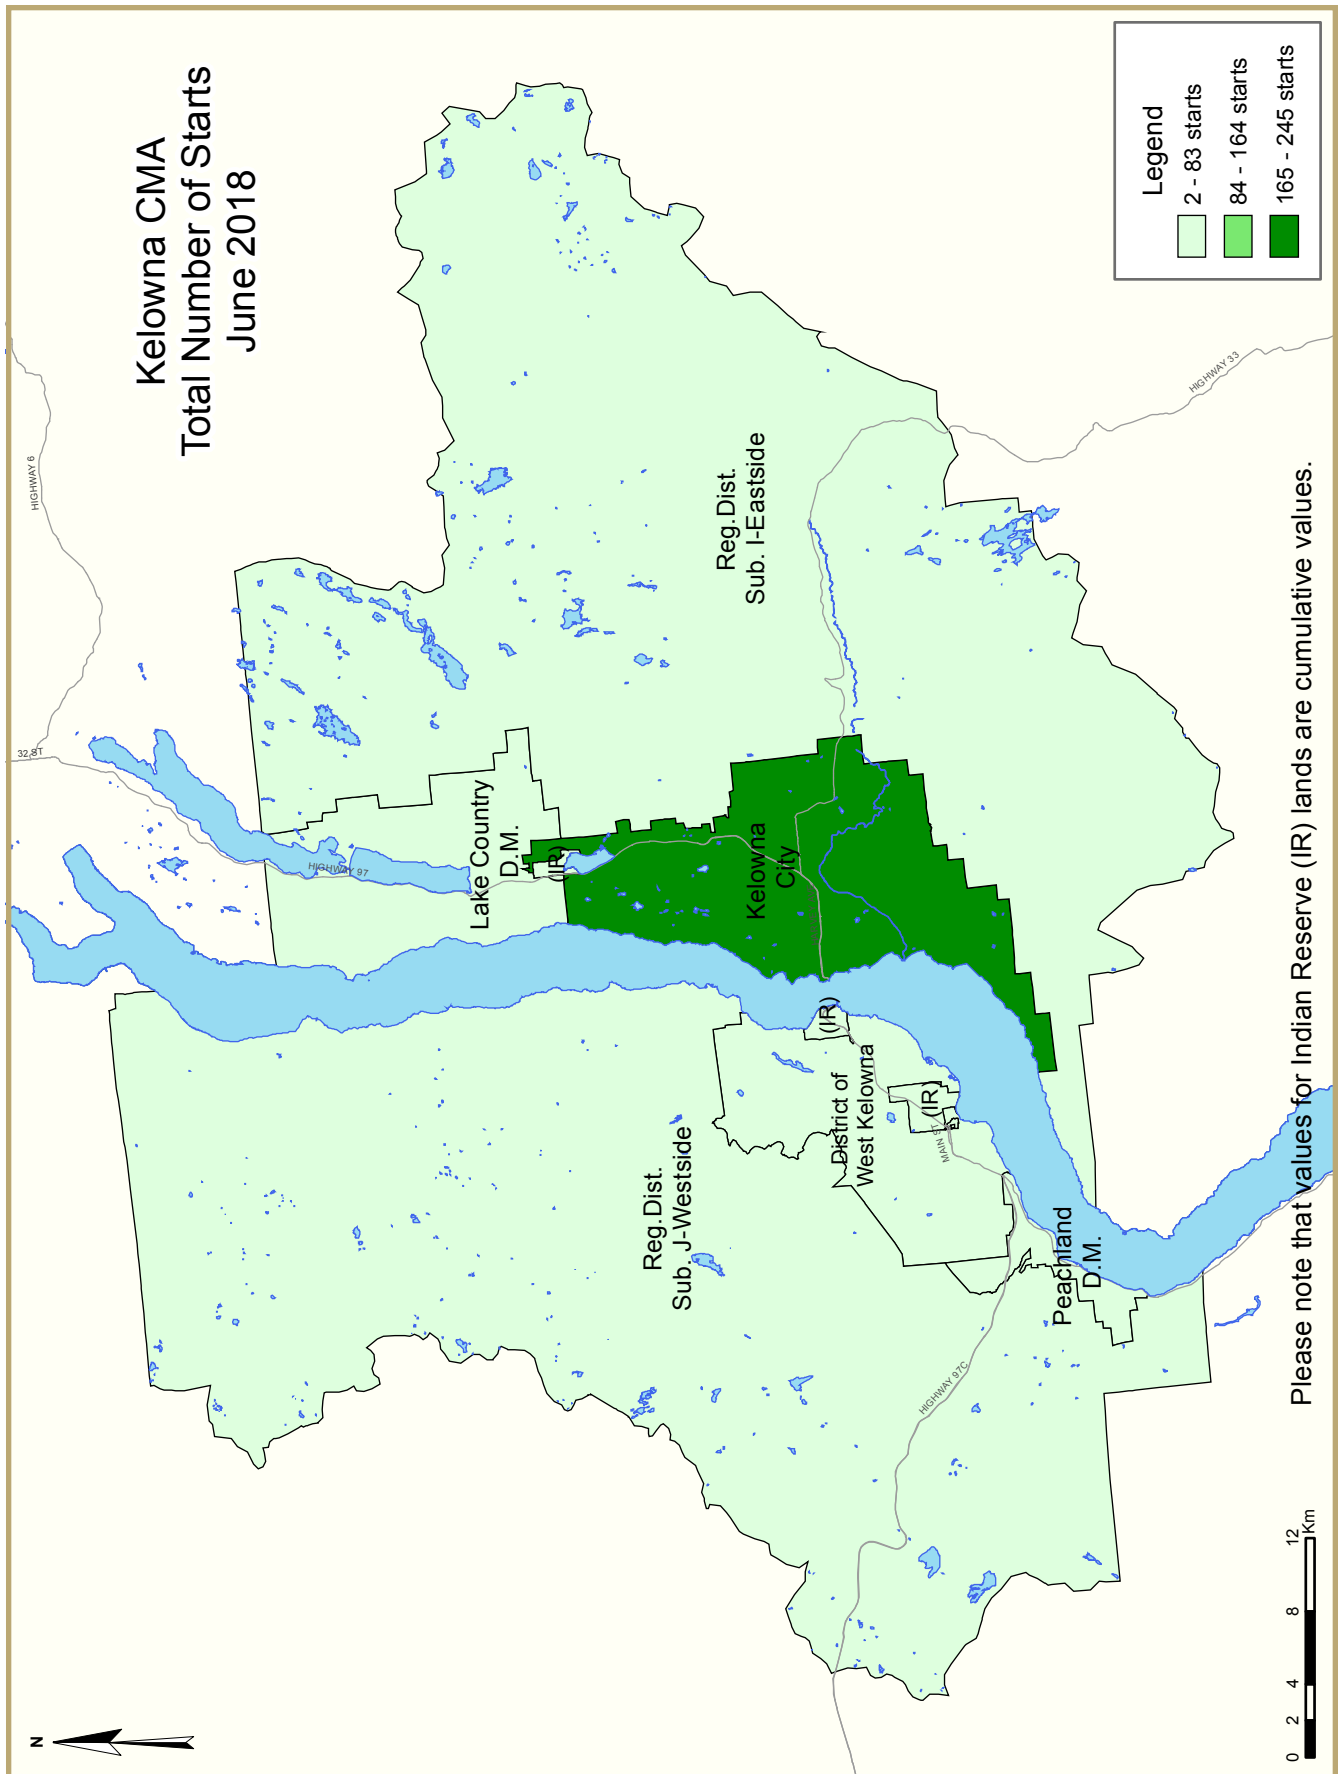 Kelowna CMA
Total Number of Starts
June 2018
Legend
2 - 83 starts
84 - 164 starts
165 - 245 starts
N
HIGHWAY 6
32 ST
HIGHWAY 97
HIGHWAY 33
Lake Country
D.M.
(IR)
Reg.Dist.
Sub. I-Eastside
Kelowna
City
(IR)
District of
West Kelowna
(IR)
MAIN ST
Reg.Dist.
Sub. J-Westside
Peachland
D.M.
HIGHWAY 97C
0 2 4 8 12
Km
Please note that values for Indian Reserve (IR) lands are cumulative values.